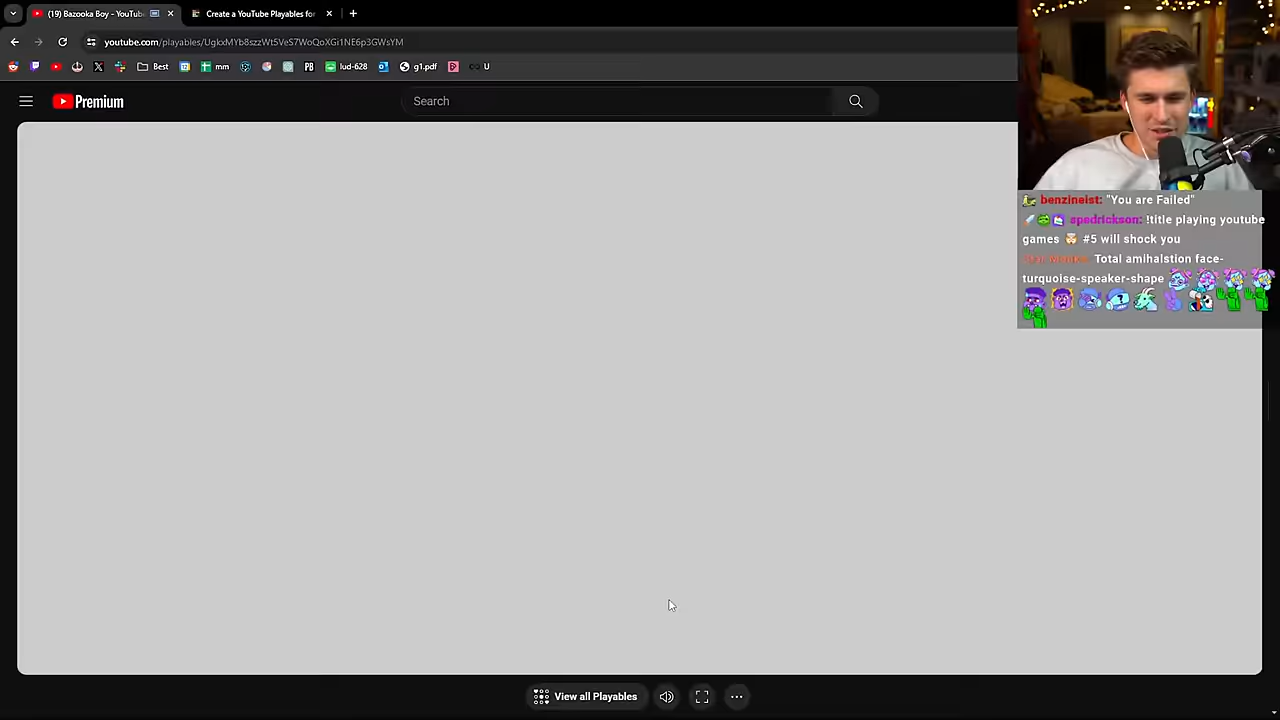 (19) Bazooka Boy - YouTub
Create a YouTube Playables for
youtube.com/playables/UgkxMYb8szzWt5VeS7WoQoXGi1NE6p3GWsYM
Best
mm
PB
lud-628
g1.pdf
U
Premium
Search
benzineist: "You are Failed"
spedrickson: !title playing youtube
games 🤯 #5 will shock you
Total amihalstion face-
turquoise-speaker-shape
View all Playables